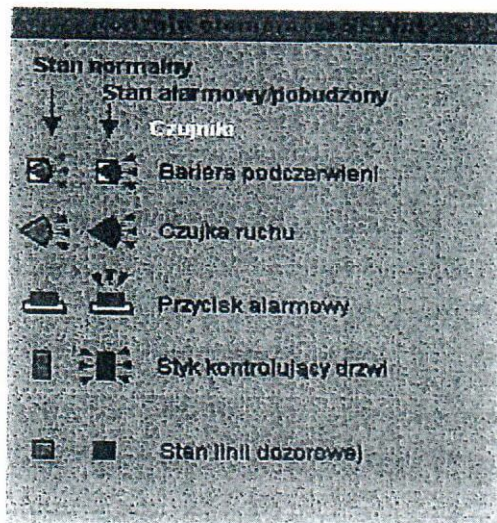 Stan normalny
Stan alarmowy/pobudzony
Czujniki
Bariera podczerwieni
Czujka ruchu
Przycisk alarmowy
Styk kontrolujący drzwi
Stan linii dozorowej